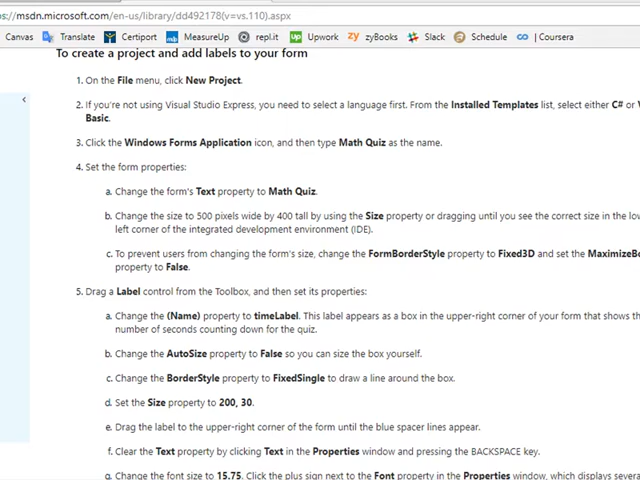 ps://msdn.microsoft.com/en-us/library/dd492178(v=vs.110).aspx
Canvas Translate Certiport MeasureUp repl.it Upwork zy zyBooks Slack Schedule | Coursera
To create a project and add labels to your form
1. On the File menu, click New Project.
2. If you're not using Visual Studio Express, you need to select a language first. From the Installed Templates list, select either C# or V
Basic.
3. Click the Windows Forms Application icon, and then type Math Quiz as the name.
4. Set the form properties:
a. Change the form's Text property to Math Quiz.
b. Change the size to 500 pixels wide by 400 tall by using the Size property or dragging until you see the correct size in the low
left corner of the integrated development environment (IDE).
c. To prevent users from changing the form's size, change the FormBorderStyle property to Fixed3D and set the MaximizeBo
property to False.
5. Drag a Label control from the Toolbox, and then set its properties:
a. Change the (Name) property to timeLabel. This label appears as a box in the upper-right corner of your form that shows th
number of seconds counting down for the quiz.
b. Change the AutoSize property to False so you can size the box yourself.
c. Change the BorderStyle property to FixedSingle to draw a line around the box.
d. Set the Size property to 200, 30.
e. Drag the label to the upper-right corner of the form until the blue spacer lines appear.
f. Clear the Text property by clicking Text in the Properties window and pressing the BACKSPACE key.
g. Change the font size to 15.75. Click the plus sign next to the Font property in the Properties window, which displays severa